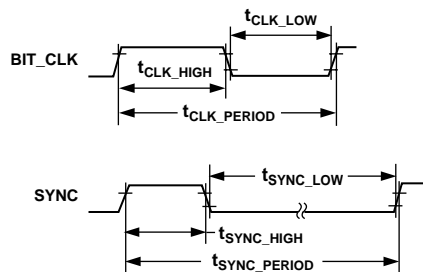 tCLK_LOW
BIT_CLK
tCLK_HIGH
tCLK_PERIOD
tSYNC_LOW
SYNC
tSYNC_HIGH
tSYNC_PERIOD